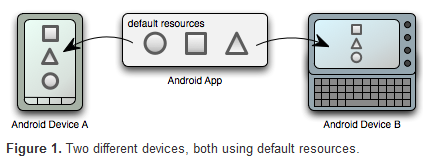 default resources
Android App
Android Device A
Android Device B
Figure 1. Two different devices, both using default resources.